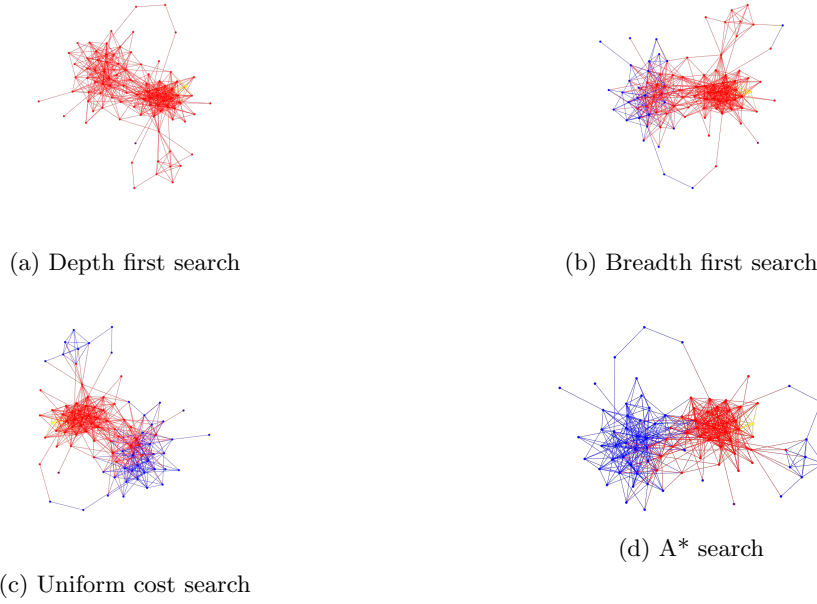 (a) Depth first search
(b) Breadth first search
(c) Uniform cost search
(d) A* search